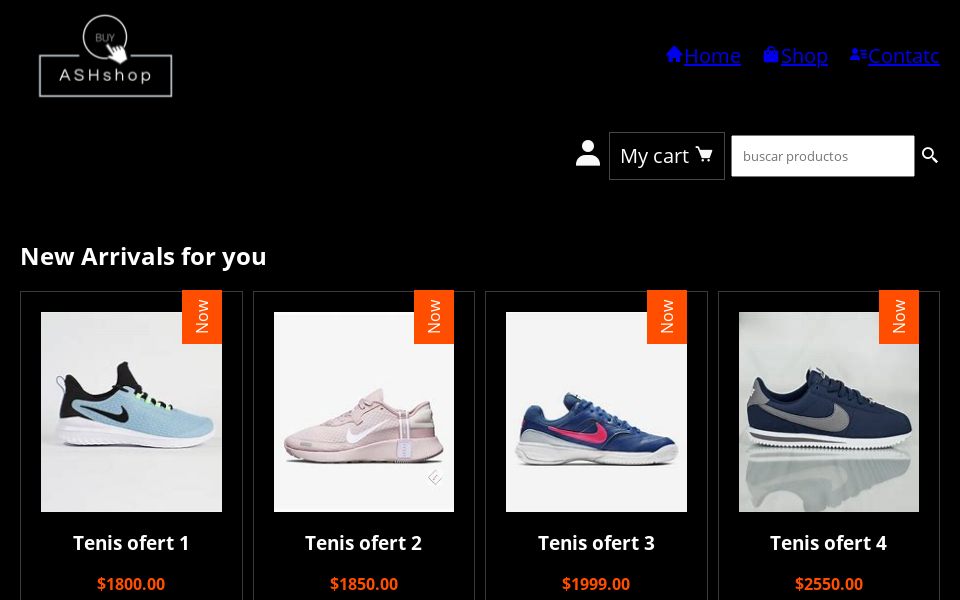 BUY
ASHshop
Home Shop Contatc
My cart buscar productos
New Arrivals for you
Now Now Now Now
Tenis ofert 1 Tenis ofert 2 Tenis ofert 3 Tenis ofert 4
$1800.00 $1850.00 $1999.00 $2550.00